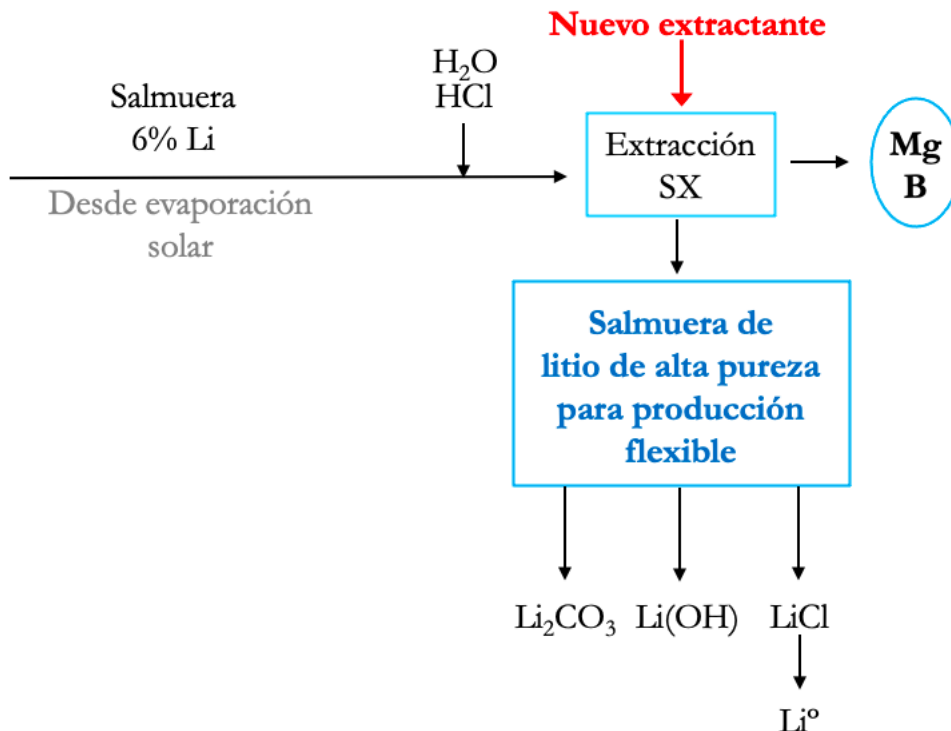 Nuevo extractante
H₂O
HCl
Salmuera
6% Li
Desde evaporación
solar
Extracción
SX
Mg
B
Salmuera de
litio de alta pureza
para producción
flexible
Li₂CO₃ Li(OH) LiCl
Liº